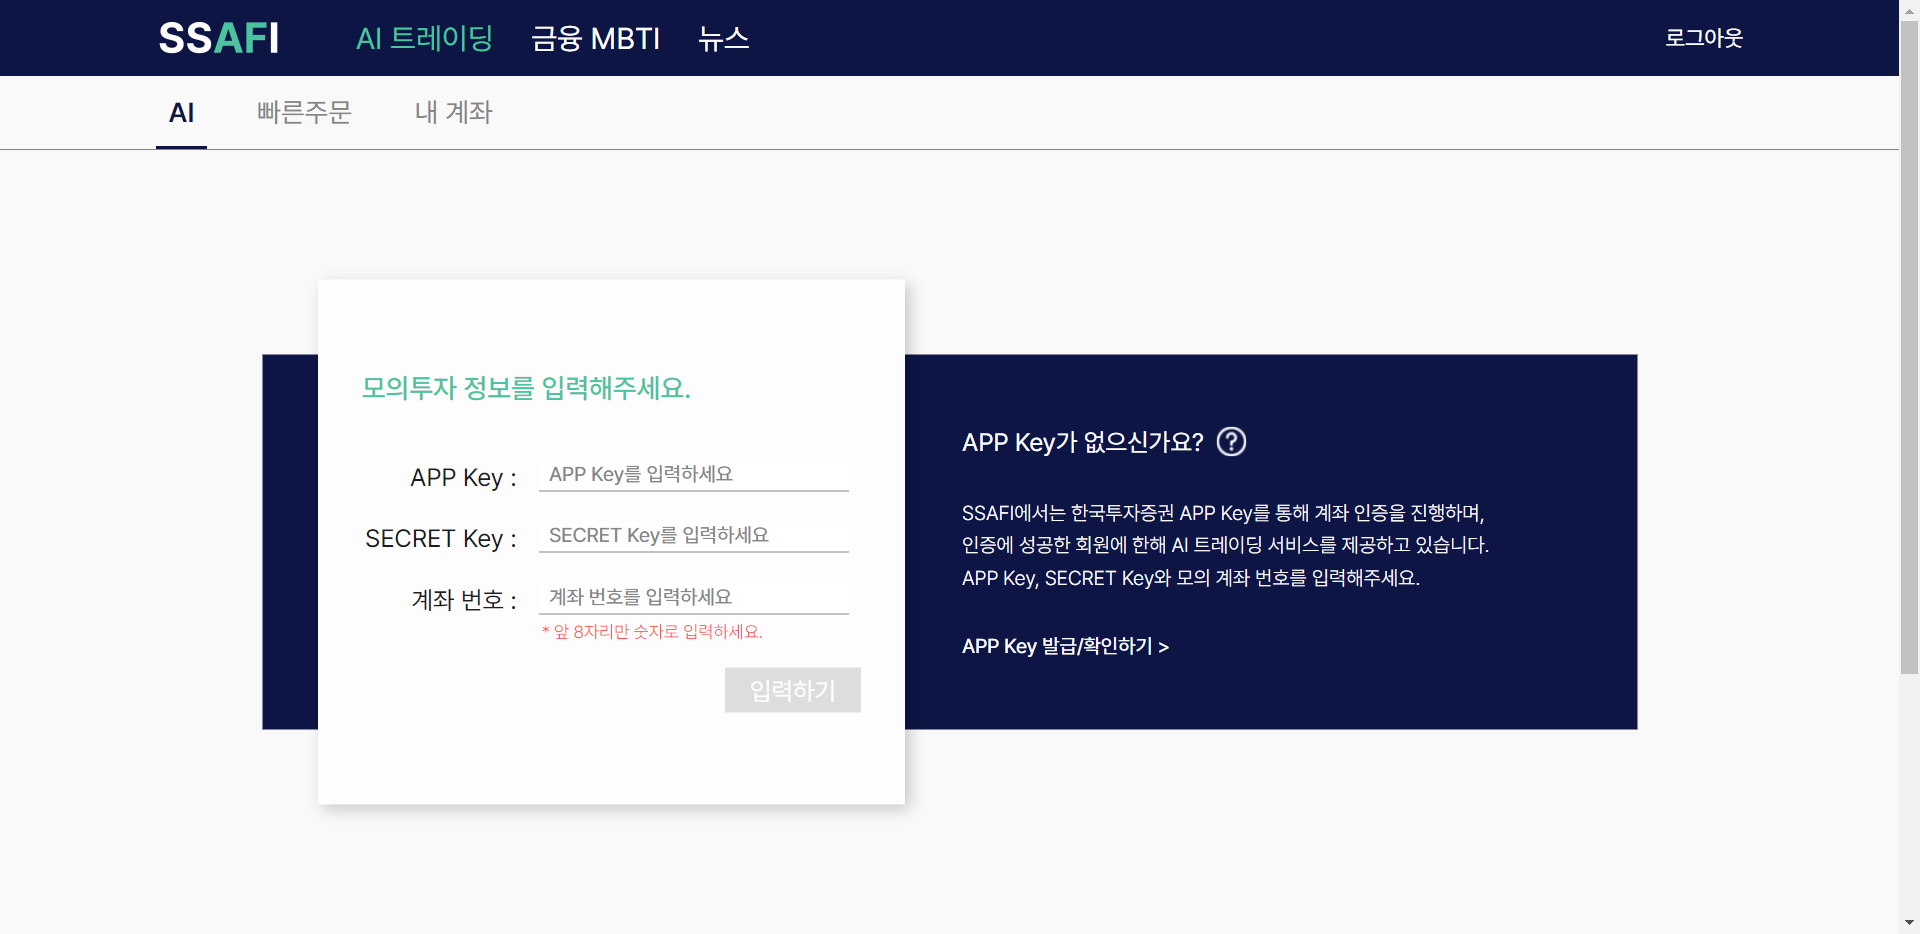 SSAFI AI 트레이딩 금융 MBTI 뉴스 로그아웃
AI 빠른주문 내 계좌
모의투자 정보를 입력해주세요.
APP Key : APP Key를 입력하세요
SECRET Key : SECRET Key를 입력하세요
계좌 번호 : 계좌 번호를 입력하세요
* 앞 8자리만 숫자로 입력하세요.
입력하기
APP Key가 없으신가요? ?
SSAFI에서는 한국투자증권 APP Key를 통해 계좌 인증을 진행하며,
인증에 성공한 회원에 한해 AI 트레이딩 서비스를 제공하고 있습니다.
APP Key, SECRET Key와 모의 계좌 번호를 입력해주세요.
APP Key 발급/확인하기 >